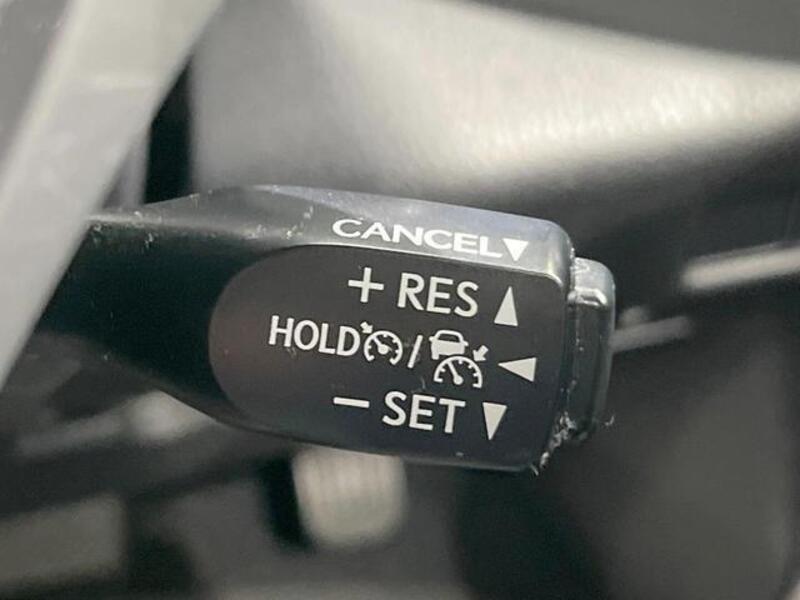 CANCEL▼
+ RES ▲
HOLD / ◀
− SET ▼